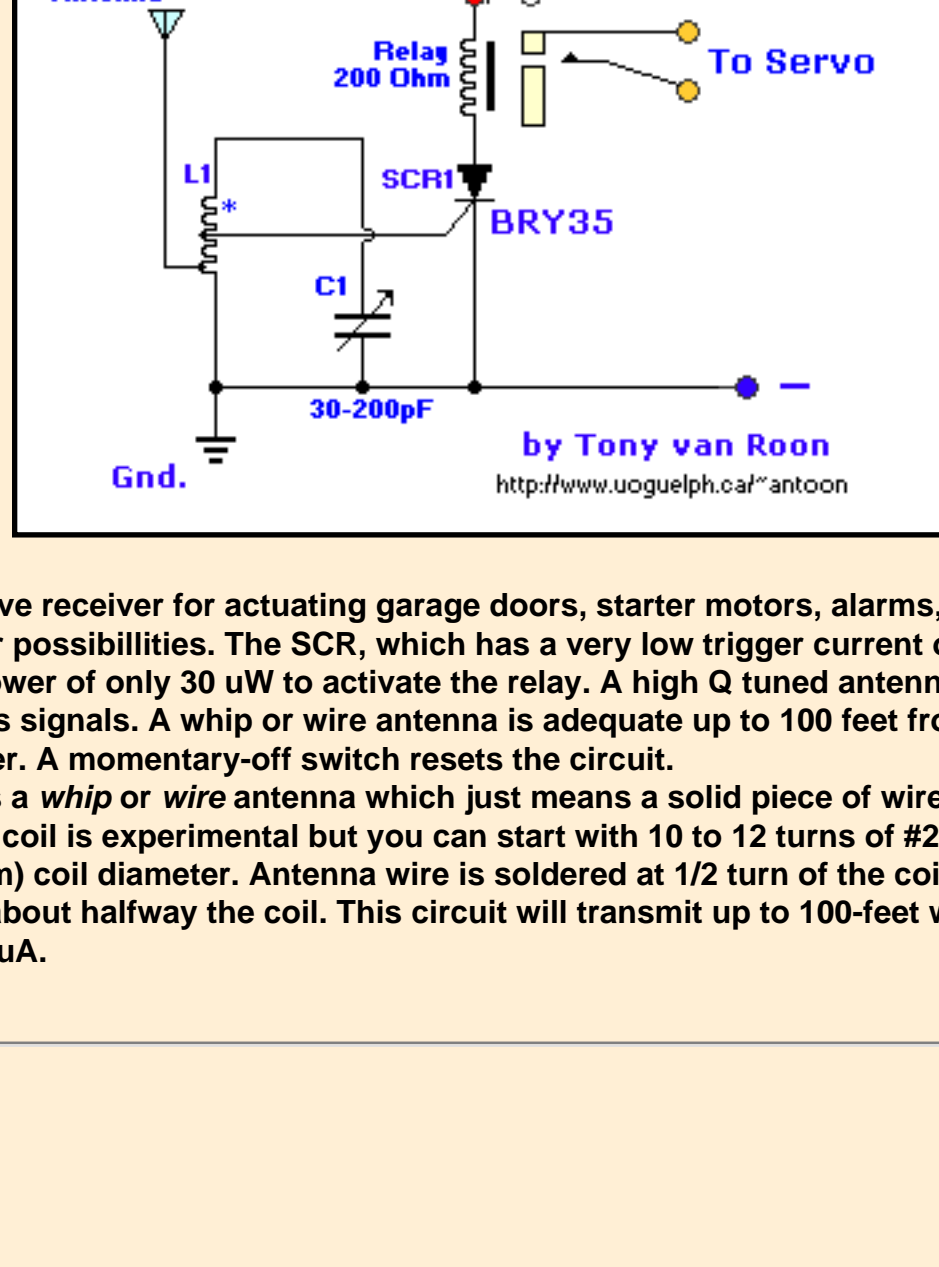 Relay
200 Ohm
To Servo
L1
*
SCR1
BRY35
C1
30-200pF
Gnd.
by Tony van Roon
http://www.uoguelph.ca/~antoon
ve receiver for actuating garage doors, starter motors, alarms,
r possibillities. The SCR, which has a very low trigger current
ower of only 30 uW to activate the relay. A high Q tuned antenn
s signals. A whip or wire antenna is adequate up to 100 feet fro
er. A momentary-off switch resets the circuit.
s a whip or wire antenna which just means a solid piece of wire
coil is experimental but you can start with 10 to 12 turns of #2
m) coil diameter. Antenna wire is soldered at 1/2 turn of the coi
about halfway the coil. This circuit will transmit up to 100-feet w
uA.